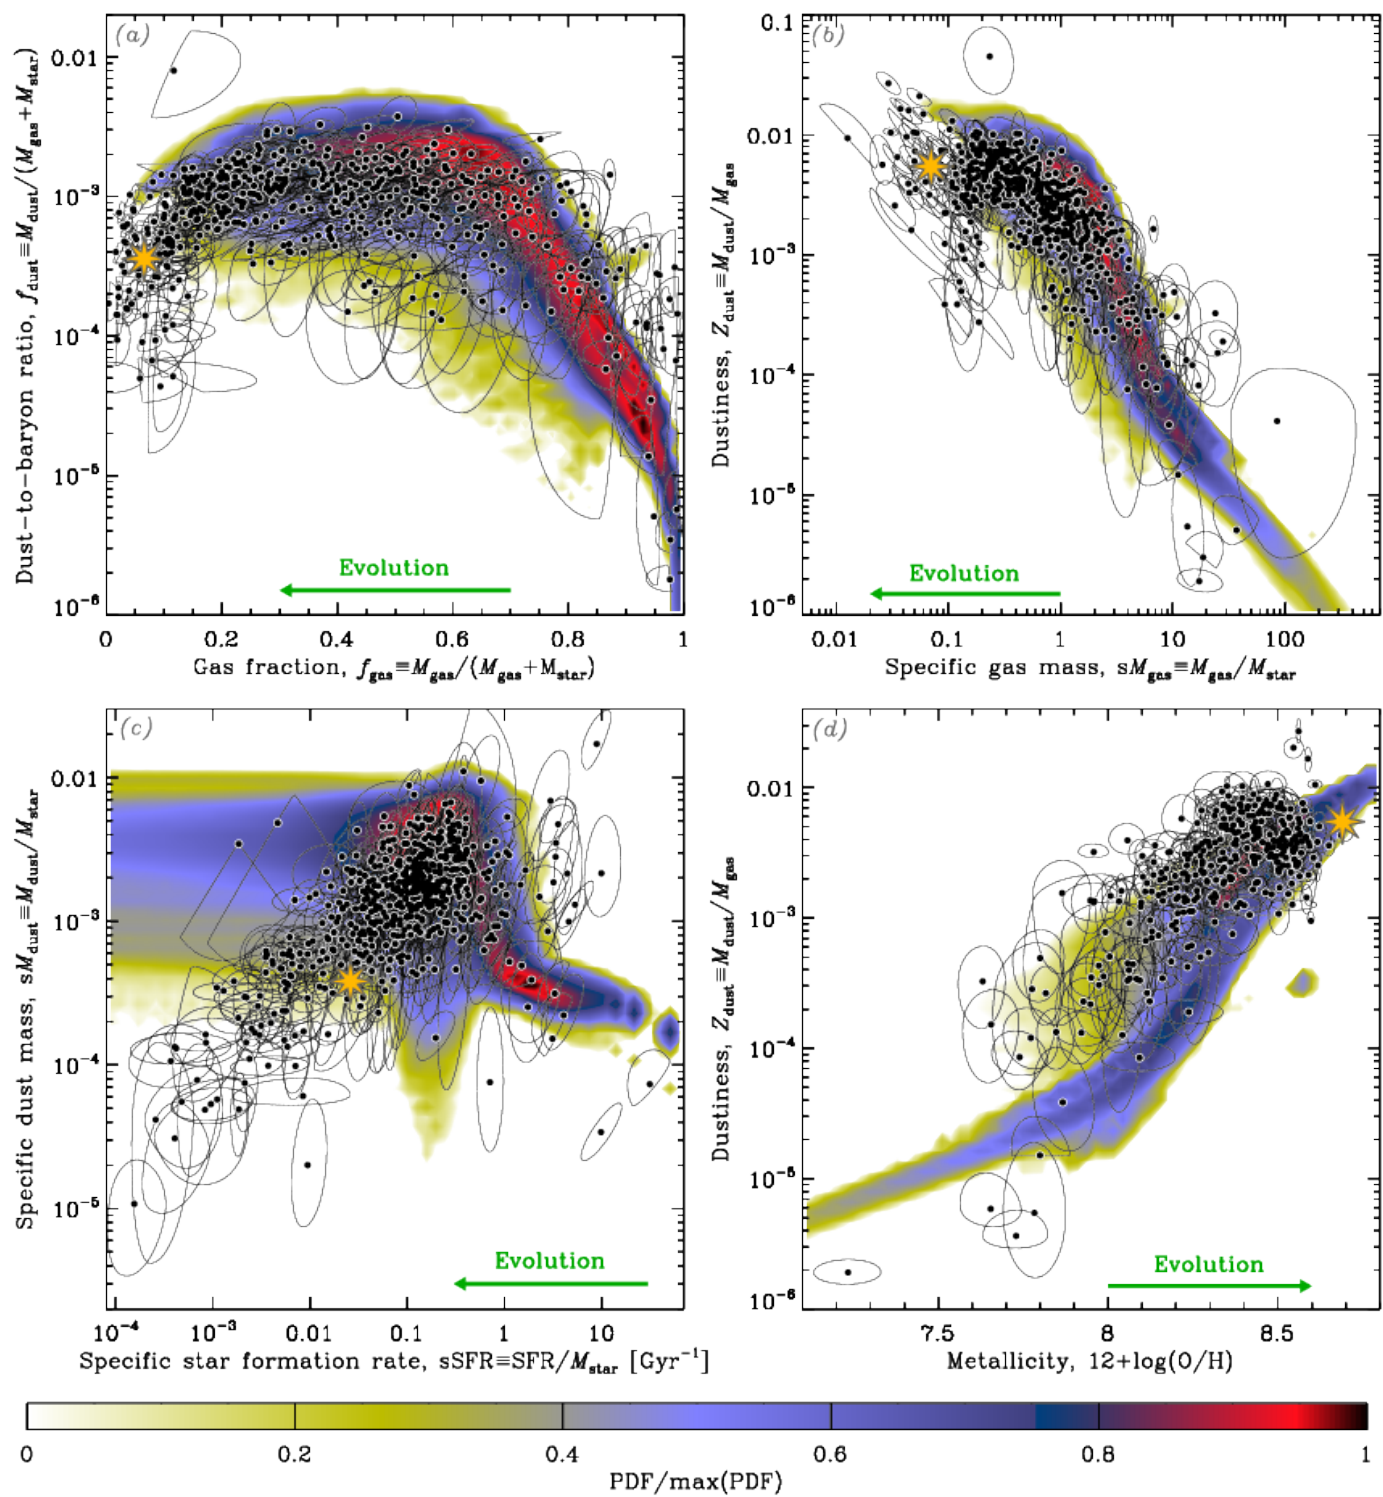 (a)
Dust-to-baryon ratio, f_dust≡M_dust/(M_gas+M_star)
0.01
10⁻³
10⁻⁴
10⁻⁵
10⁻⁶
Evolution
0 0.2 0.4 0.6 0.8 1
Gas fraction, f_gas≡M_gas/(M_gas+M_star)
(b)
Dustiness, Z_dust≡M_dust/M_gas
0.1
0.01
10⁻³
10⁻⁴
10⁻⁵
10⁻⁶
Evolution
0.01 0.1 1 10 100
Specific gas mass, sM_gas≡M_gas/M_star
(c)
Specific dust mass, sM_dust≡M_dust/M_star
0.01
10⁻³
10⁻⁴
10⁻⁵
Evolution
10⁻⁴ 10⁻³ 0.01 0.1 1 10
Specific star formation rate, sSFR≡SFR/M_star [Gyr⁻¹]
(d)
Dustiness, Z_dust≡M_dust/M_gas
0.01
10⁻³
10⁻⁴
10⁻⁵
10⁻⁶
Evolution
7.5 8 8.5
Metallicity, 12+log(O/H)
0 0.2 0.4 0.6 0.8 1
PDF/max(PDF)